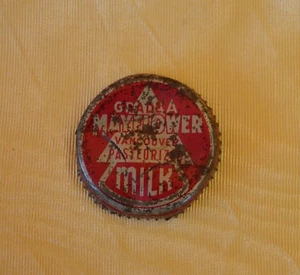 GRADE A
MAYFLOWER
VANCOUVER
PASTEURIZED
MILK